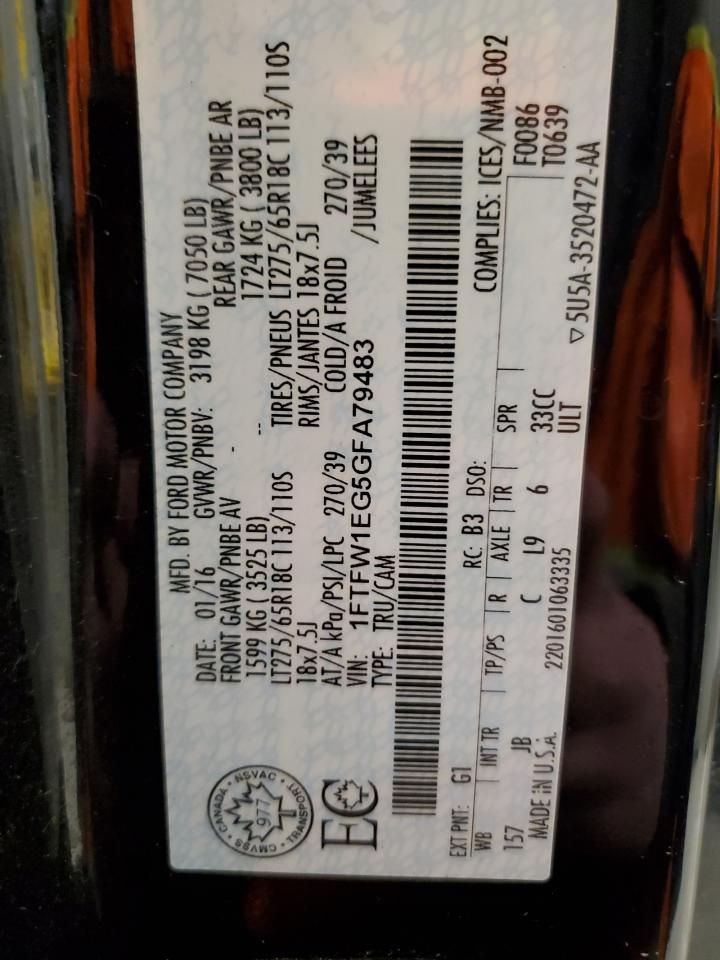 MFD. BY FORD MOTOR COMPANY
DATE: 01/16 GVWR/PNBV: 3198 KG ( 7050 LB)
FRONT GAWR/PNBE AV - REAR GAWR/PNBE AR
1599 KG ( 3525 LB) -- 1724 KG ( 3800 LB)
LT275/65R18C 113/110S TIRES/PNEUS LT275/65R18C 113/110S
18x7.5J RIMS/JANTES 18x7.5J
AT/A kPa/PSI/LPC 270/39 COLD/A FROID 270/39
VIN: 1FTFW1EG5GFA79483 /JUMELEES
TYPE: TRU/CAM
CANADA • NSVAC • TRANSPORT • CMVSS •
977
EC
EXT PNT: G1 RC: B3 DSO: COMPLIES: ICES/NMB-002
WB INT TR TP/PS R AXLE TR SPR F0086
T0639
157 JB C L9 6 33CC
ULT
MADE IN U.S.A. 2201601063335 ▽ 5U5A-3520472-AA